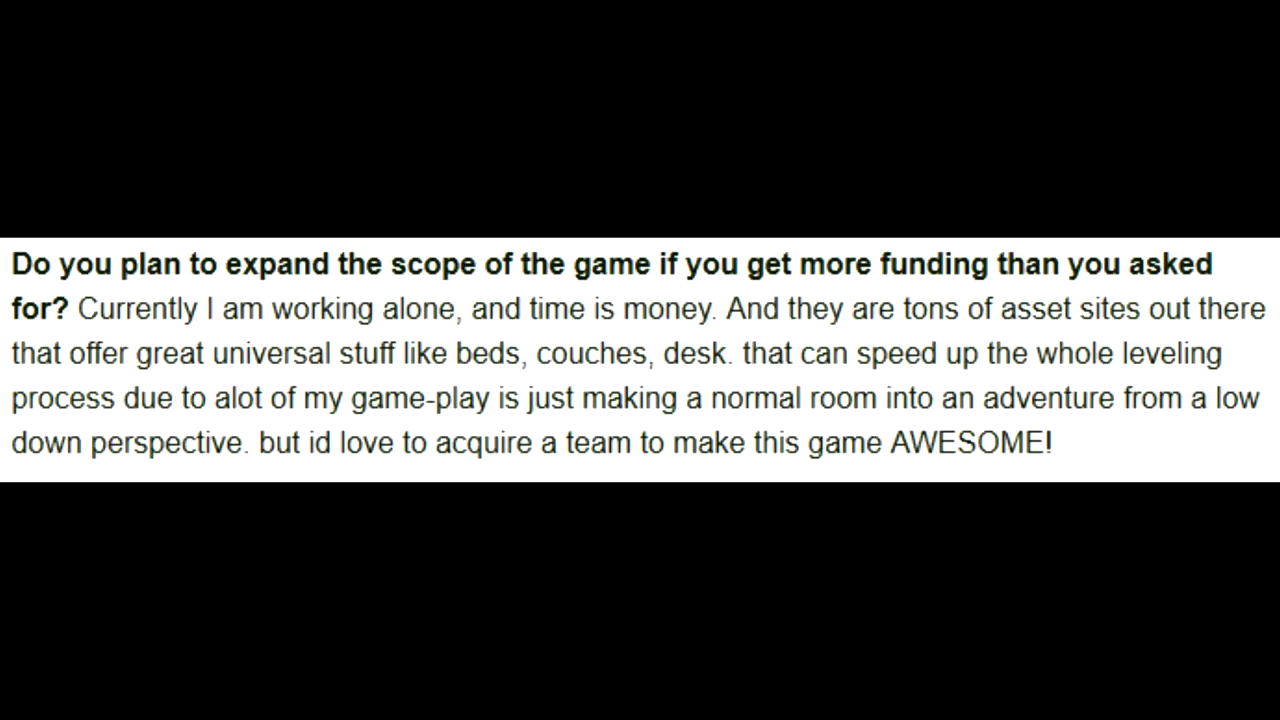 Do you plan to expand the scope of the game if you get more funding than you asked
for? Currently I am working alone, and time is money. And they are tons of asset sites out there
that offer great universal stuff like beds, couches, desk. that can speed up the whole leveling
process due to alot of my game-play is just making a normal room into an adventure from a low
down perspective. but id love to acquire a team to make this game AWESOME!